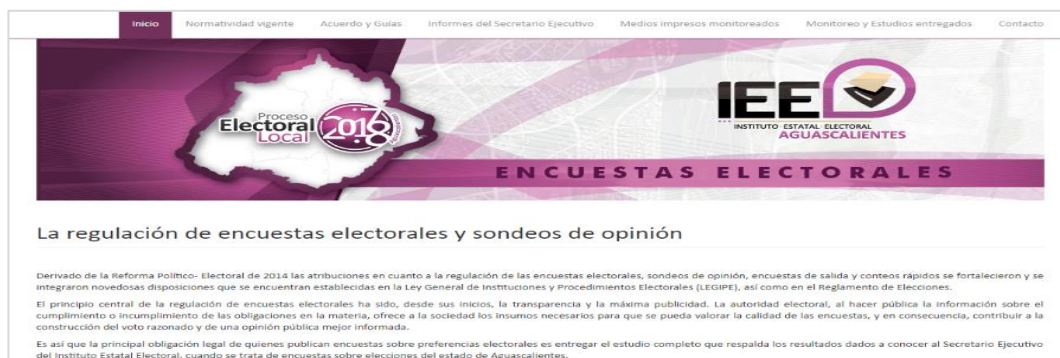 Inicio Normatividad vigente Acuerdo y Guías Informes del Secretario Ejecutivo Medios impresos monitoreados Monitoreo y Estudios entregados Contacto
Proceso
Electoral
Local
IEE
INSTITUTO ESTATAL ELECTORAL
AGUASCALIENTES
ENCUESTAS ELECTORALES
La regulación de encuestas electorales y sondeos de opinión
Derivado de la Reforma Político- Electoral de 2014 las atribuciones en cuanto a la regulación de las encuestas electorales, sondeos de opinión, encuestas de salida y conteos rápidos se fortalecieron y se
integraron novedosas disposiciones que se encuentran establecidas en la Ley General de Instituciones y Procedimientos Electorales (LEGIPE), así como en el Reglamento de Elecciones.
El principio central de la regulación de encuestas electorales ha sido, desde sus inicios, la transparencia y la máxima publicidad. La autoridad electoral, al hacer pública la información sobre el
cumplimiento o incumplimiento de las obligaciones en la materia, ofrece a la sociedad los insumos necesarios para que se pueda valorar la calidad de las encuestas, y en consecuencia, contribuir a la
construcción del voto razonado y de una opinión pública mejor informada.
Es así que la principal obligación legal de quienes publican encuestas sobre preferencias electorales es entregar el estudio completo que respalda los resultados dados a conocer al Secretario Ejecutivo
del Instituto Estatal Electoral, cuando se trata de encuestas sobre elecciones del estado de Aguascalientes.